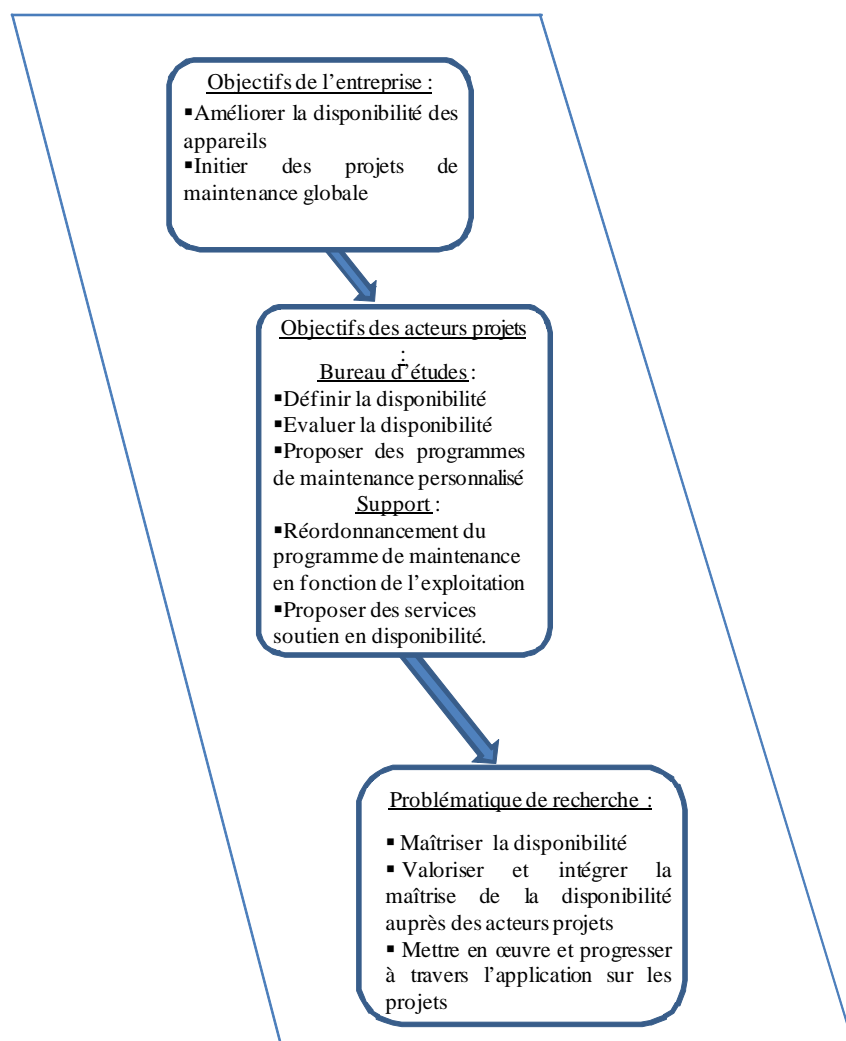 Objectifs de l’entreprise :
▪Améliorer la disponibilité des
appareils
▪Initier des projets de
maintenance globale
Objectifs des acteurs projets
:
Bureau d’études :
▪Définir la disponibilité
▪Evaluer la disponibilité
▪Proposer des programmes
de maintenance personnalisé
Support :
▪Réordonnancement du
programme de maintenance
en fonction de l’exploitation
▪Proposer des services
soutien en disponibilité.
Problématique de recherche :
▪ Maîtriser la disponibilité
▪ Valoriser et intégrer la
maîtrise de la disponibilité
auprès des acteurs projets
▪ Mettre en œuvre et progresser
à travers l’application sur les
projets